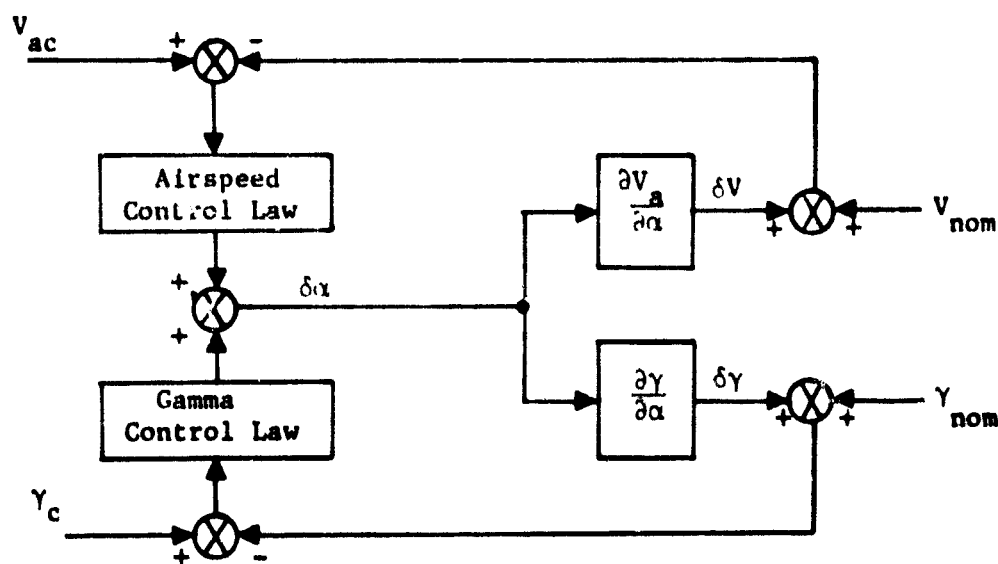 V_ac
+ -
Airspeed
Control Law
∂V_a
∂α
δV
+ +
V_nom
+
+
δα
Gamma
Control Law
∂γ
∂α
δγ
+ +
γ_nom
γ_c
+ -